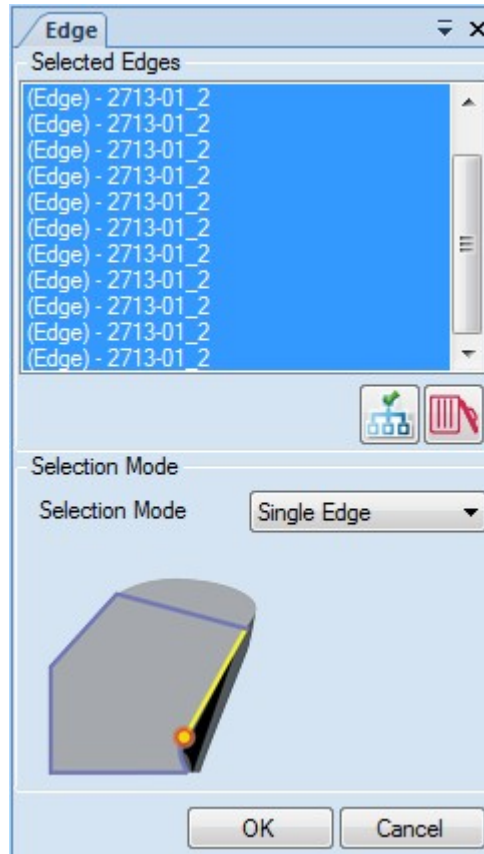 Edge
Selected Edges
(Edge) - 2713-01_2
(Edge) - 2713-01_2
(Edge) - 2713-01_2
(Edge) - 2713-01_2
(Edge) - 2713-01_2
(Edge) - 2713-01_2
(Edge) - 2713-01_2
(Edge) - 2713-01_2
(Edge) - 2713-01_2
(Edge) - 2713-01_2
(Edge) - 2713-01_2
Selection Mode
Selection Mode Single Edge
OK Cancel